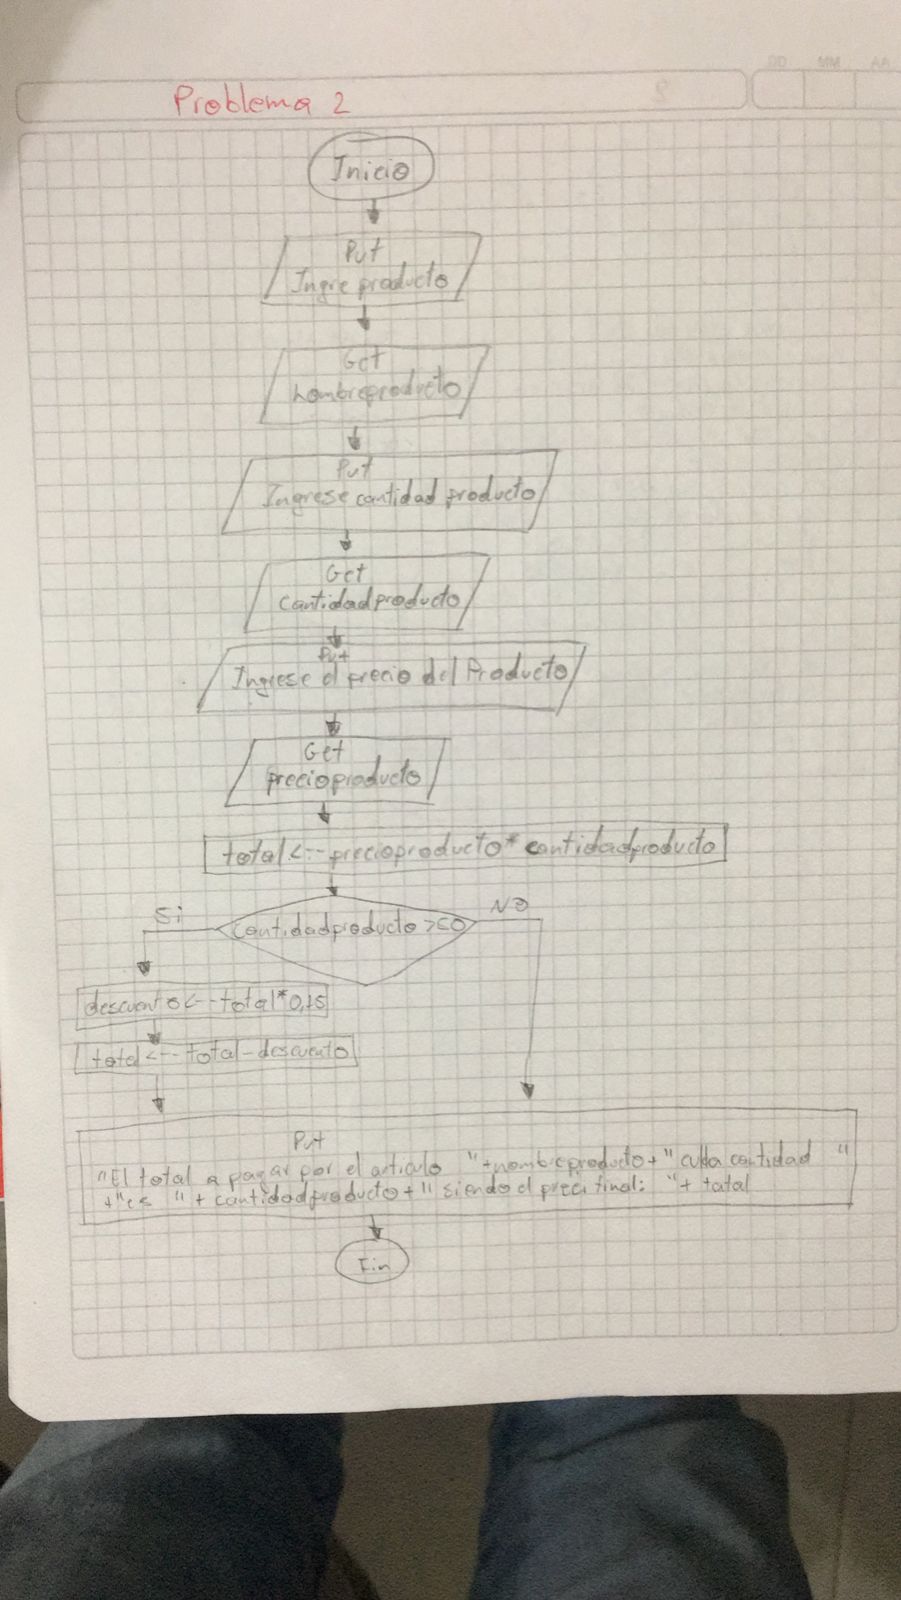 DD MM AA
Problema 2
Inicio
Put
Ingre producto
Get
nombreproducto
Put
Ingrese cantidad producto
Get
cantidadproducto
Put
Ingrese el precio del Producto
Get
precioproducto
total <-- precioproducto * cantidadproducto
Si
cantidadproducto >50
NO
descuento <-- total*0,15
total <-- total - descuento
Put
"El total a pagar por el articulo "+nombreproducto+" cuya cantidad "
+"es "+ cantidadproducto+" siendo el preci final: "+ total
Fin